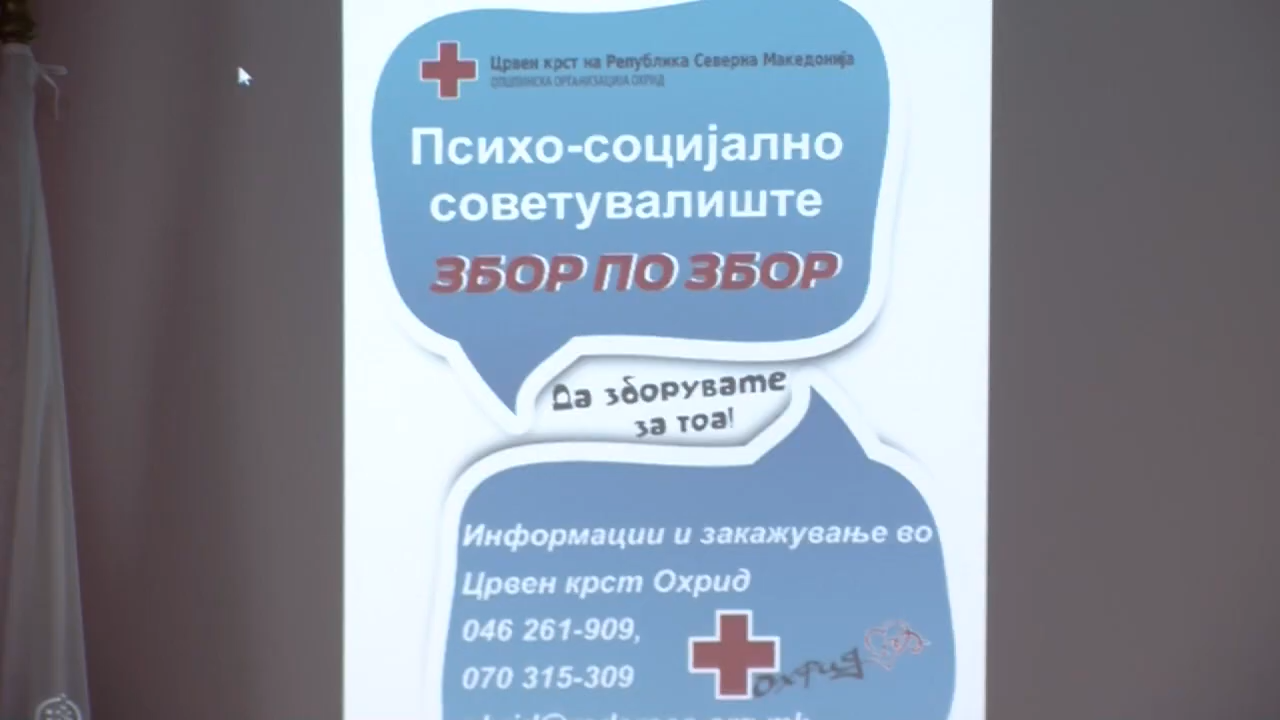 Црвен крст на Република Северна Македонија
ОПШТИНСКА ОРГАНИЗАЦИЈА ОХРИД
Психо-социјално
советувалиште
ЗБОР ПО ЗБОР
Да зборувате
за тоа!
Информации и закажување во
Црвен крст Охрид
046 261-909,
070 315-309
охрид